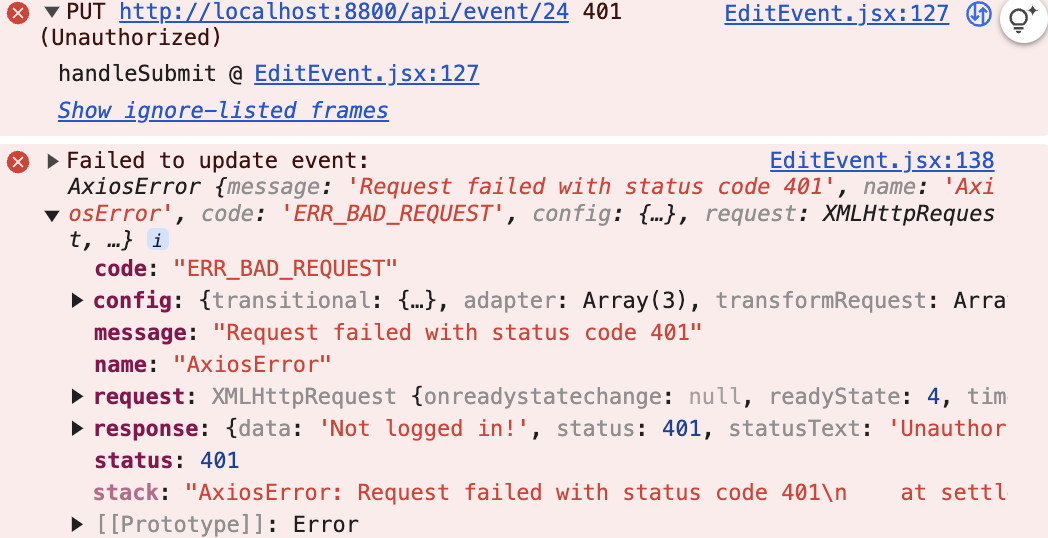 PUT http://localhost:8800/api/event/24 401 EditEvent.jsx:127
(Unauthorized)
handleSubmit @ EditEvent.jsx:127
Show ignore-listed frames
Failed to update event: EditEvent.jsx:138
AxiosError {message: 'Request failed with status code 401', name: 'Axi
osError', code: 'ERR_BAD_REQUEST', config: {…}, request: XMLHttpReques
t, …} i
code: "ERR_BAD_REQUEST"
config: {transitional: {…}, adapter: Array(3), transformRequest: Arra
message: "Request failed with status code 401"
name: "AxiosError"
request: XMLHttpRequest {onreadystatechange: null, readyState: 4, tim
response: {data: 'Not logged in!', status: 401, statusText: 'Unauthor
status: 401
stack: "AxiosError: Request failed with status code 401\n    at settl
[[Prototype]]: Error